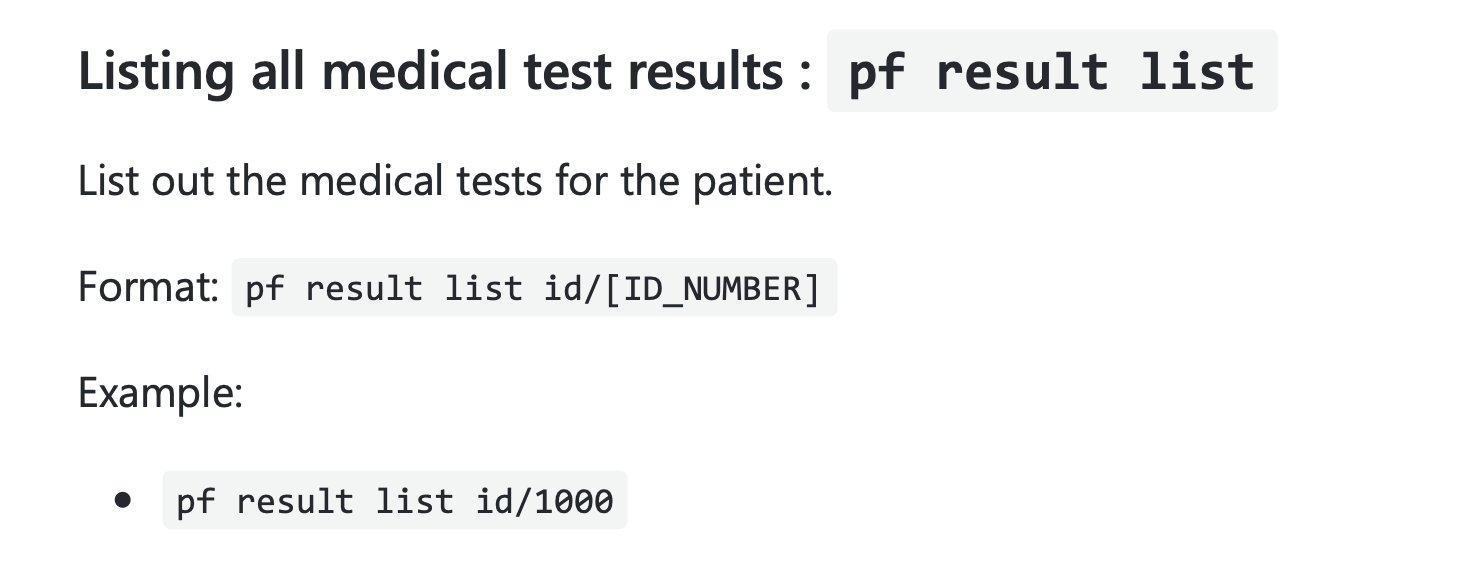 Listing all medical test results : pf result list
List out the medical tests for the patient.
Format: pf result list id/[ID_NUMBER]
Example:
• pf result list id/1000